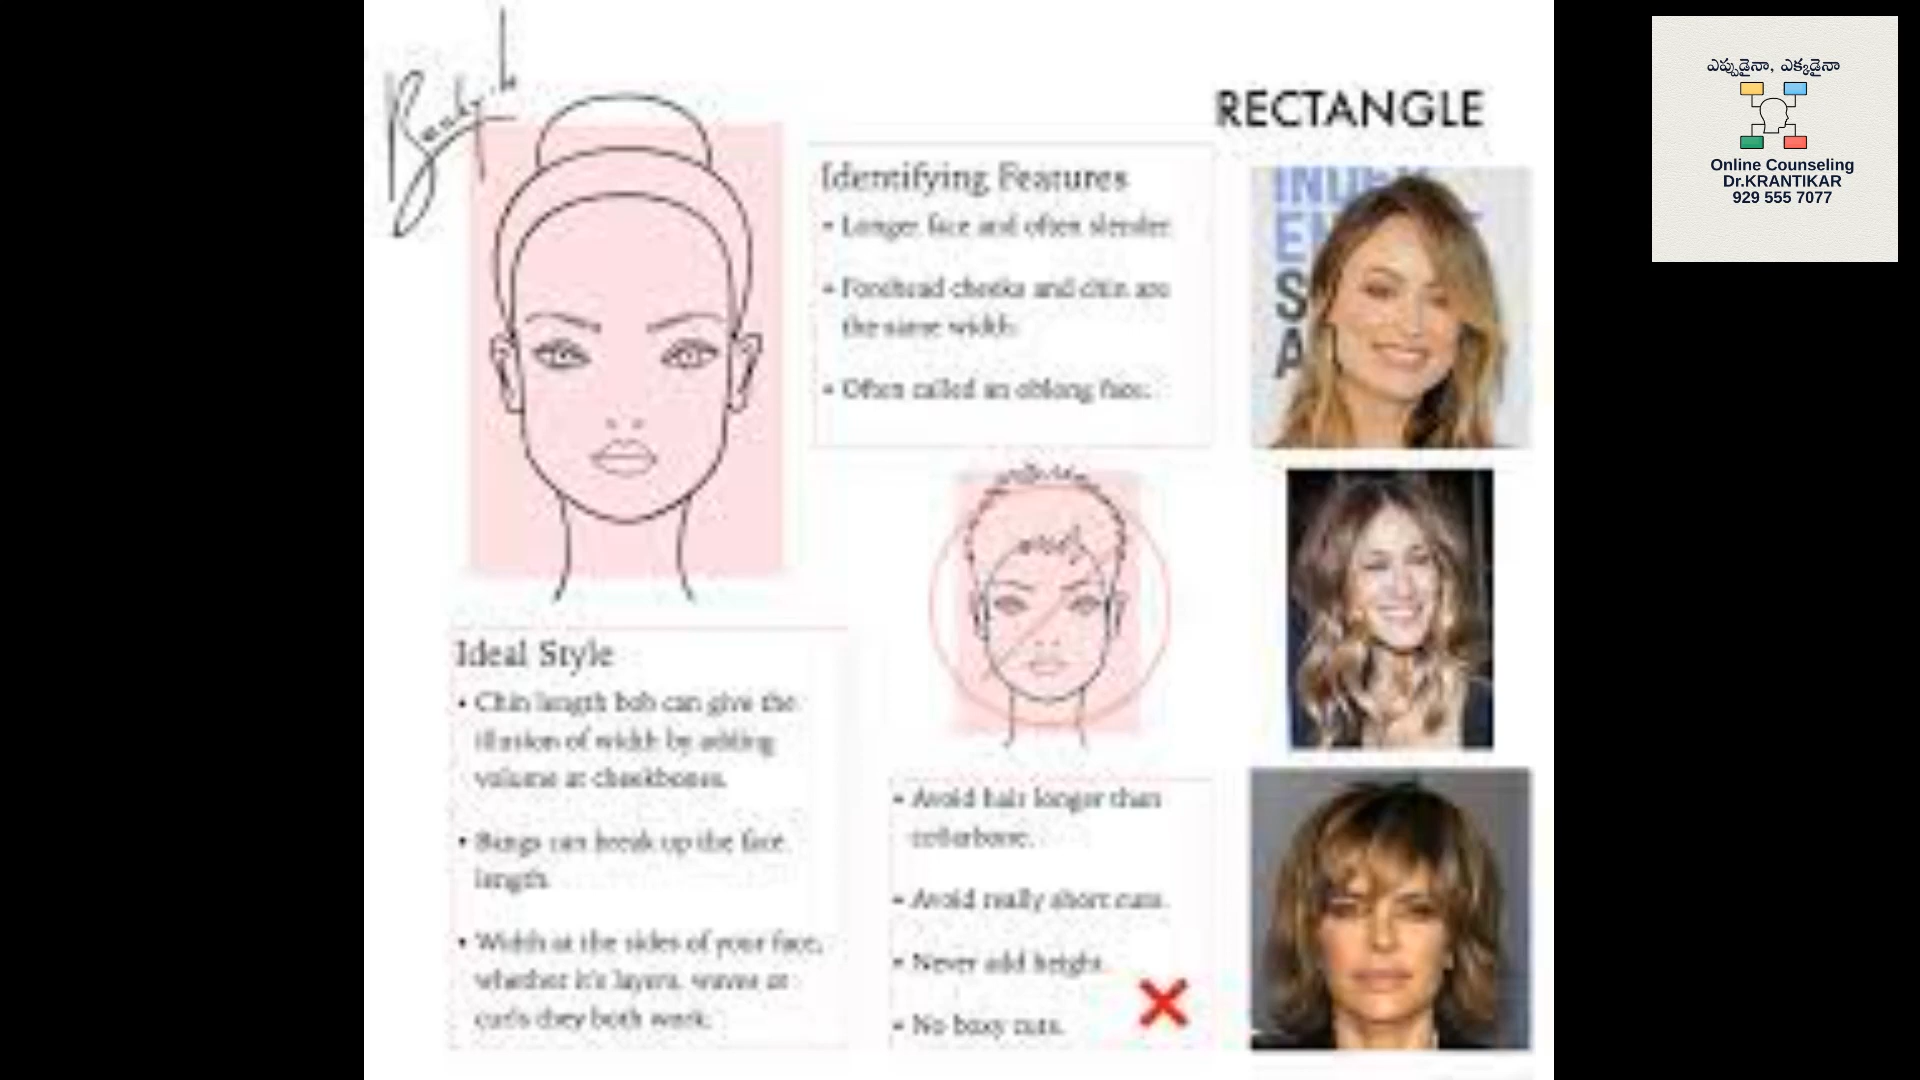 RECTANGLE
Identifying Features
• Longer face and often slender.
• Forehead cheeks and chin are
the same width.
• Often called an oblong face.
Ideal Style
• Chin length bob can give the
illusion of width by adding
volume at cheekbones.
• Bangs can break up the face
length.
• Width at the sides of your face,
whether it's layers, waves or
curls they both work.
• Avoid hair longer than
collarbone.
• Avoid really short cuts.
• Never add height.
• No boxy cuts.
ఎప్పుడైనా, ఎక్కడైనా
Online Counseling
Dr.KRANTIKAR
929 555 7077